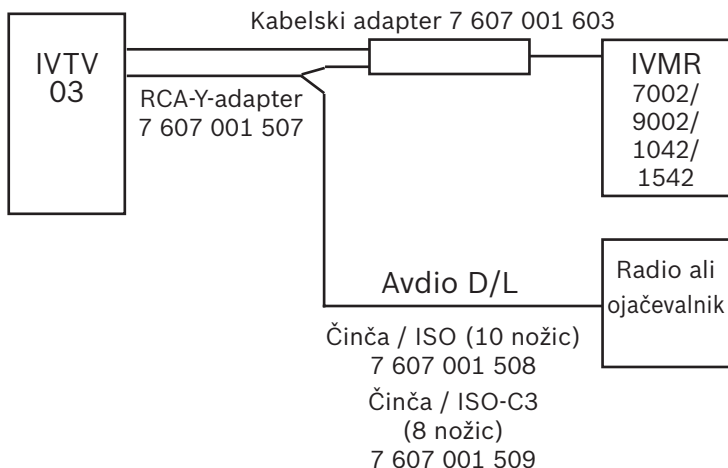 Kabelski adapter 7 607 001 603
IVTV
03
RCA-Y-adapter
7 607 001 507
IVMR
7002/
9002/
1042/
1542
Avdio D/L
Radio ali
ojačevalnik
Činča / ISO (10 nožic)
7 607 001 508
Činča / ISO-C3
(8 nožic)
7 607 001 509